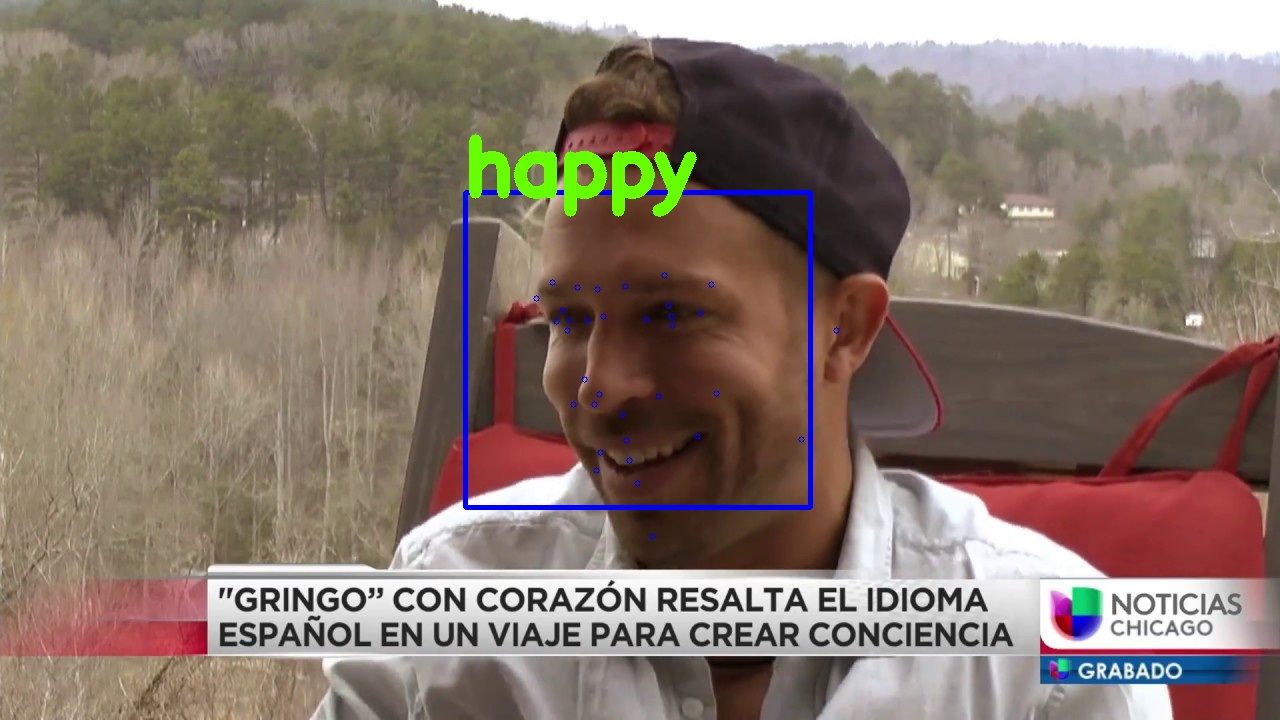 happy
"GRINGO” CON CORAZÓN RESALTA EL IDIOMA
ESPAÑOL EN UN VIAJE PARA CREAR CONCIENCIA
NOTICIAS
CHICAGO
GRABADO